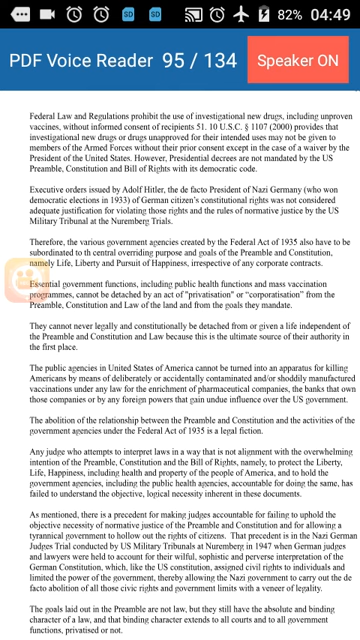 82% 04:49
PDF Voice Reader 95 / 134 Speaker ON
Federal Law and Regulations prohibit the use of investigational new drugs, including unproven
vaccines, without informed consent of recipients 51. 10 U.S.C. § 1107 (2000) provides that
investigational new drugs or drugs unapproved for their intended uses may not be given to
members of the Armed Forces without their prior consent except in the case of a waiver by the
President of the United States. However, Presidential decrees are not mandated by the US
Preamble, Constitution and Bill of Rights with its democratic code.
Executive orders issued by Adolf Hitler, the de facto President of Nazi Germany (who won
democratic elections in 1933) of German citizen's constitutional rights was not considered
adequate justification for violating those rights and the rules of normative justice by the US
Military Tribunal at the Nuremberg Trials.
Therefore, the various government agencies created by the Federal Act of 1935 also have to be
subordinated to th central overriding purpose and goals of the Preamble and Constitution,
namely Life, Liberty and Pursuit of Happiness, irrespective of any corporate contracts.
Essential government functions, including public health functions and mass vaccination
programmes, cannot be detached by an act of "privatisation" or "corporatisation" from the
Preamble, Constitution and Law of the land and from the goals they mandate.
They cannot never legally and constitutionally be detached from or given a life independent of
the Preamble and Constitution and Law because this is the ultimate source of their authority in
the first place.
The public agencies in United States of America cannot be turned into an apparatus for killing
Americans by means of deliberately or accidentally contaminated and/or shoddily manufactured
vaccinations under any law for the enrichment of pharmaceutical companies, the banks that own
those companies or by any foreign powers that gain undue influence over the US government.
The abolition of the relationship between the Preamble and Constitution and the activities of the
government agencies under the Federal Act of 1935 is a legal fiction.
Any judge who attempt to interpret laws in a way that is not alignment with the overwhelming
intention of the Preamble, Constitution and the Bill of Rights, namely, to protect the Liberty,
Life, Happiness, including health and property of the people of America, and to hold the
government agencies, including the public health agencies, accountable for doing the same, has
failed to understand the objective, logical necessity inherent in these documents.
As mentioned, there is a precedent for making judges accountable for failing to uphold the
objective necessity of normative justice of the Preamble and Constitution and for allowing a
tyrannical government to hollow out the rights of citizens. That precedent is in the Nazi German
Judges Trial conducted by US Military Tribunals at Nuremberg in 1947 when German judges
and lawyers were held to account for their wilful, sophist and perverse interpretation of the
German Constitution, which, like the US constitution, assigned civil rights to individuals and
limited the power of the government, thereby allowing the Nazi government to carry out the de
facto abolition of all those civic rights and government limits with a veneer of legality.
The goals laid out in the Preamble are not law, but they still have the absolute and binding
character of a law, and that binding character extends to all courts and to all government
functions, privatised or not.